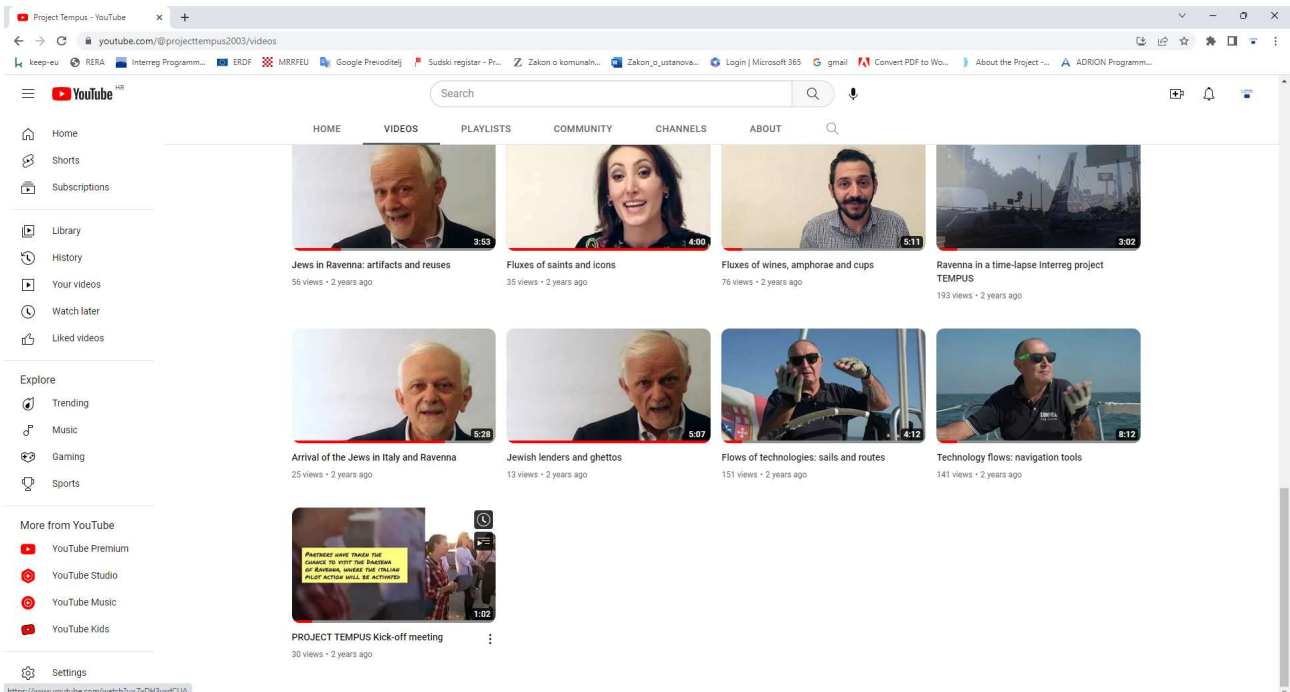 Project Tempus - YouTube
youtube.com/@projecttempus2003/videos
keep-eu RERA Interreg Programm... ERDF MRRFEU Google Prevoditelj Sudski registar - Pr... Zakon o komunaln... Zakon_o_ustanova... Login | Microsoft 365 gmail Convert PDF to Wo... About the Project -... ADRION Programm...
YouTube HR
Search
HOME VIDEOS PLAYLISTS COMMUNITY CHANNELS ABOUT
Home
Shorts
Subscriptions
Library
History
Your videos
Watch later
Liked videos
Explore
Trending
Music
Gaming
Sports
More from YouTube
YouTube Premium
YouTube Studio
YouTube Music
YouTube Kids
Settings
3:53
Jews in Ravenna: artifacts and reuses
56 views • 2 years ago
4:00
Fluxes of saints and icons
35 views • 2 years ago
5:11
Fluxes of wines, amphorae and cups
76 views • 2 years ago
3:02
Ravenna in a time-lapse Interreg project
TEMPUS
193 views • 2 years ago
5:28
Arrival of the Jews in Italy and Ravenna
25 views • 2 years ago
5:07
Jewish lenders and ghettos
13 views • 2 years ago
4:12
Flows of technologies: sails and routes
151 views • 2 years ago
8:12
Technology flows: navigation tools
141 views • 2 years ago
PARTNERS HAVE TAKEN THE
CHANCE TO VISIT THE DARSENA
OF RAVENNA, WHERE THE ITALIAN
PILOT ACTION WILL BE ACTIVATED
1:02
PROJECT TEMPUS Kick-off meeting
30 views • 2 years ago